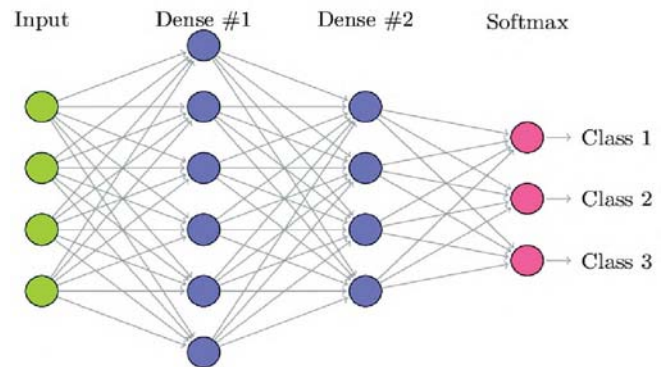 Input Dense #1 Dense #2 Softmax
Class 1
Class 2
Class 3